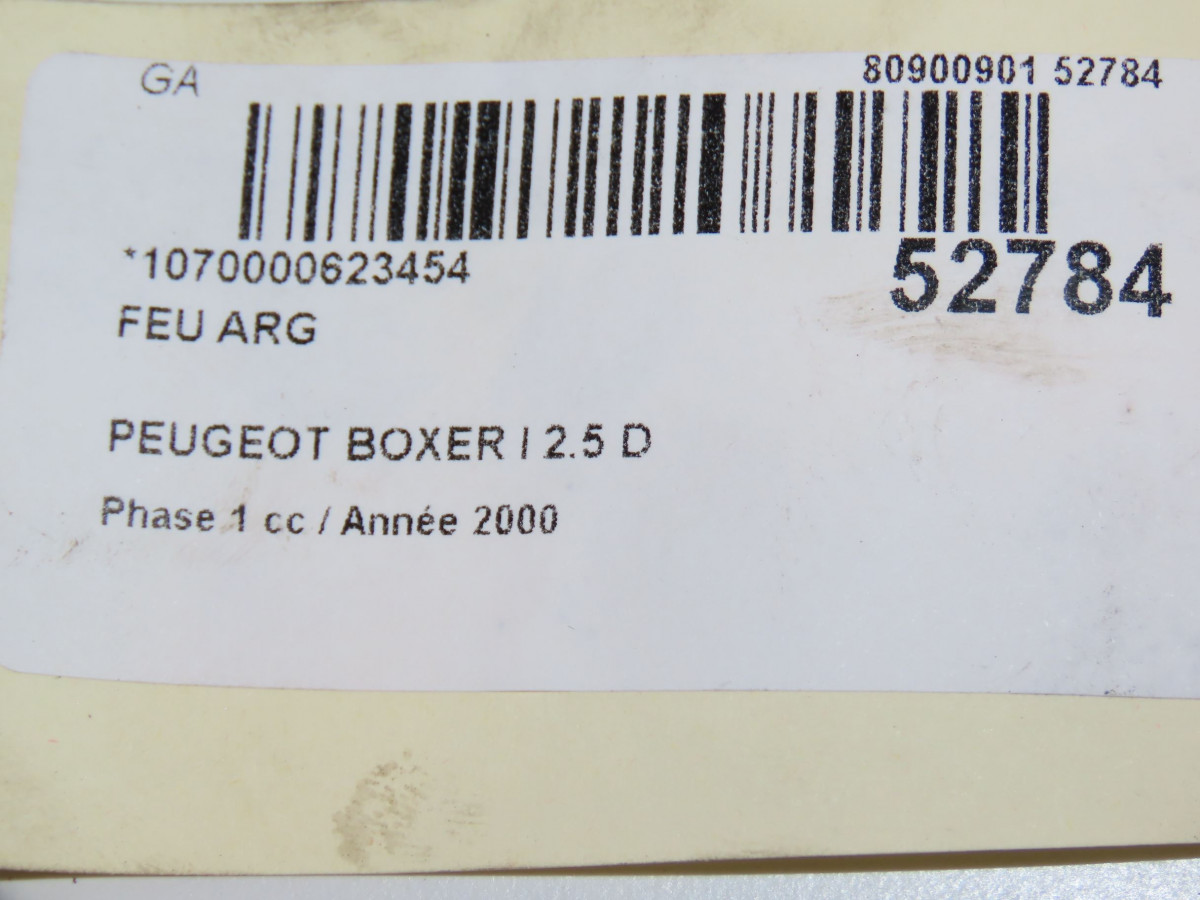 GA 80900901 52784
*1070000623454 52784
FEU ARG
PEUGEOT BOXER I 2.5 D
Phase 1 cc / Année 2000